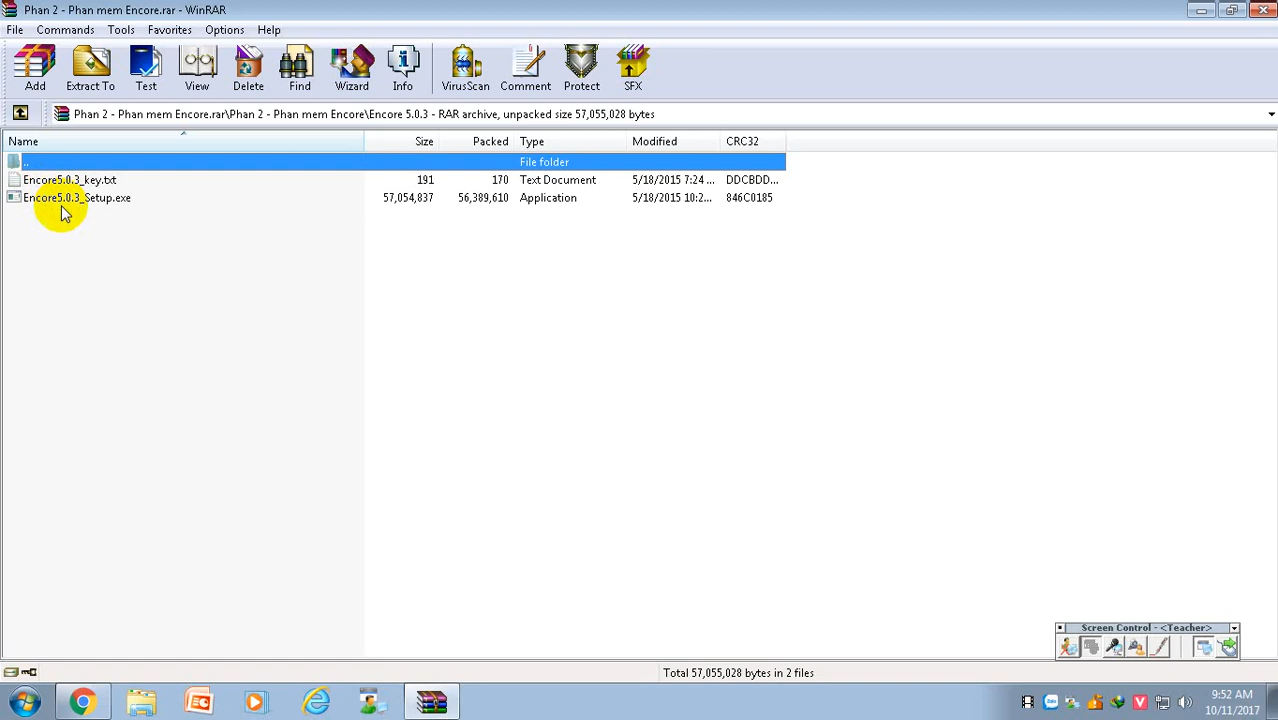 Phan 2 - Phan mem Encore.rar - WinRAR
File Commands Tools Favorites Options Help
Add Extract To Test View Delete Find Wizard Info VirusScan Comment Protect SFX
Phan 2 - Phan mem Encore.rar\Phan 2 - Phan mem Encore\Encore 5.0.3 - RAR archive, unpacked size 57,055,028 bytes
Name Size Packed Type Modified CRC32
.. File folder
Encore5.0.3_key.txt 191 170 Text Document 5/18/2015 7:24 ... DDCBDD...
Encore5.0.3_Setup.exe 57,054,837 56,389,610 Application 5/18/2015 10:2... 846C0185
Screen Control - <Teacher>
Total 57,055,028 bytes in 2 files
9:52 AM
10/11/2017